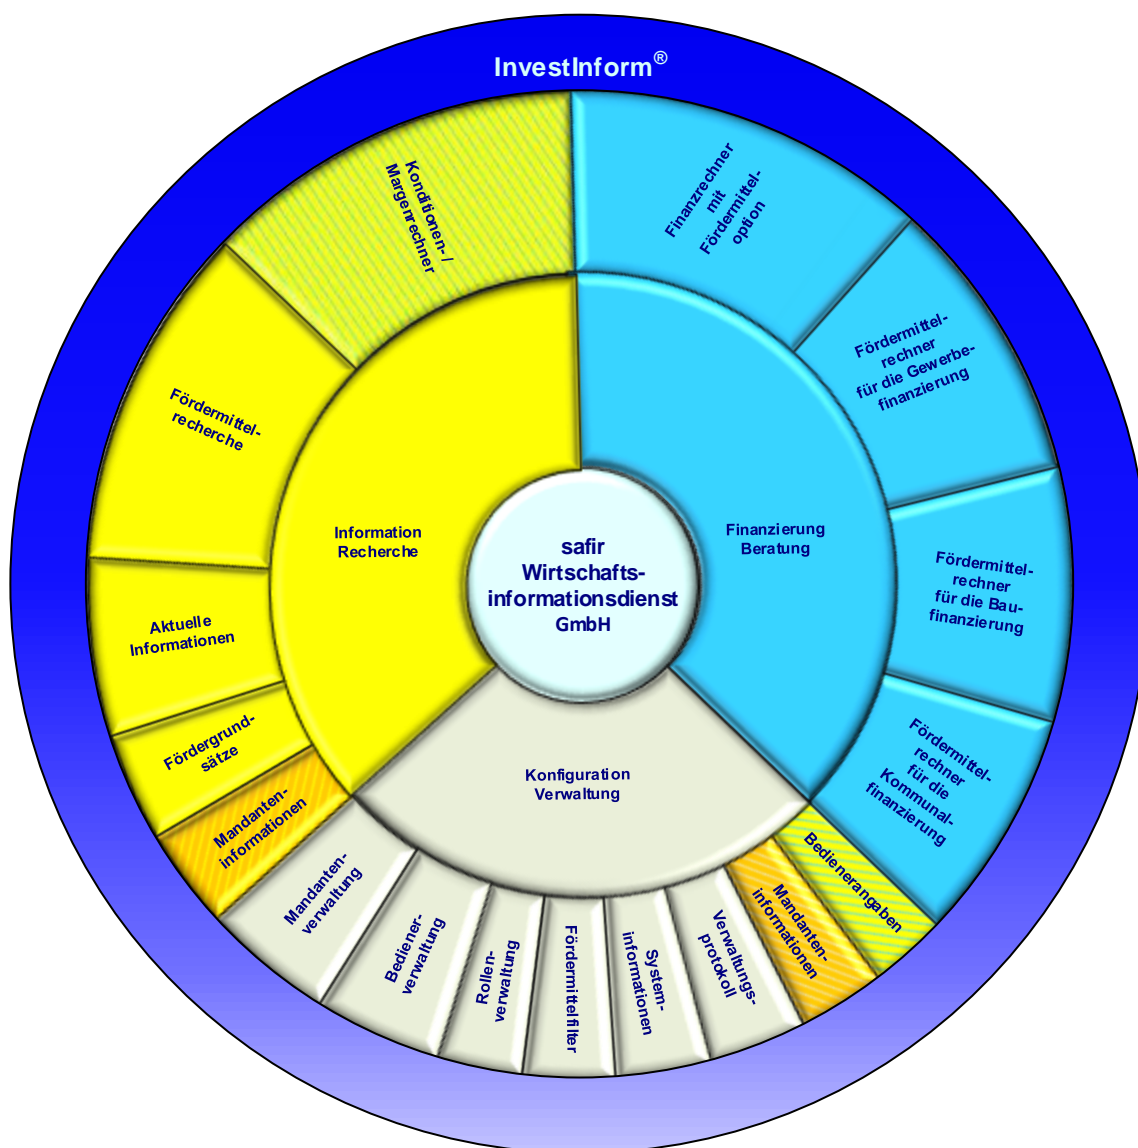 InvestInform®
Konditionen- /
Margenrechner
Finanzrechner
mit
Fördermittel-
option
Fördermittel-
rechner
für die Gewerbe-
finanzierung
Fördermittel-
rechner
für die Bau-
finanzierung
Fördermittel-
rechner
für die
Kommunal-
finanzierung
Bedienerangaben
Mandanten-
informationen
Verwaltungs-
protokoll
System-
informationen
Fördermittelfilter
Rollen-
verwaltung
Bediener-
verwaltung
Mandanten-
verwaltung
Mandanten-
informationen
Fördergrund-
sätze
Aktuelle
Informationen
Fördermittel-
recherche
Information
Recherche
Finanzierung
Beratung
Konfiguration
Verwaltung
safir
Wirtschafts-
informationsdienst
GmbH